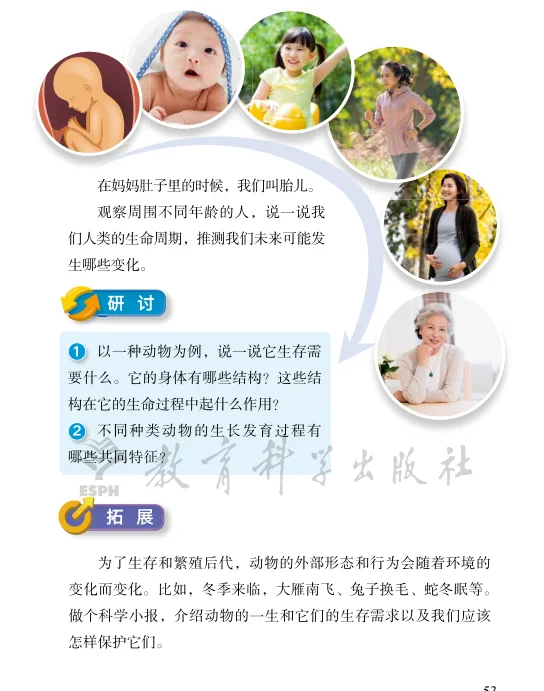 在妈妈肚子里的时候，我们叫胎儿。
观察周围不同年龄的人，说一说我
们人类的生命周期，推测我们未来可能发
生哪些变化。
研讨
1 以一种动物为例，说一说它生存需
要什么。它的身体有哪些结构？这些结
构在它的生命过程中起什么作用？
2 不同种类动物的生长发育过程有
哪些共同特征？
ESPH 教育科学出版社
拓展
为了生存和繁殖后代，动物的外部形态和行为会随着环境的
变化而变化。比如，冬季来临，大雁南飞、兔子换毛、蛇冬眠等。
做个科学小报，介绍动物的一生和它们的生存需求以及我们应该
怎样保护它们。